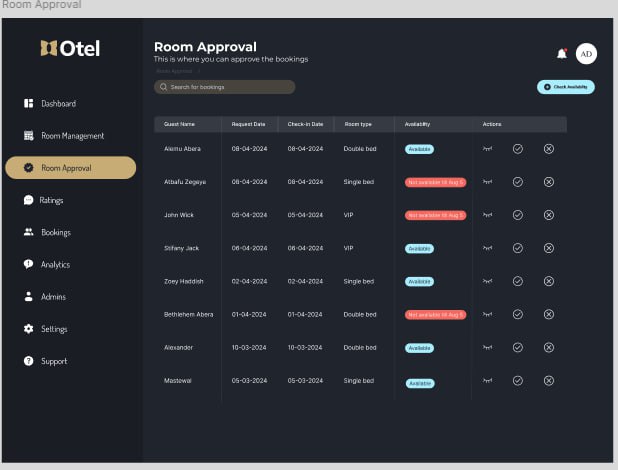 Room Approval
Otel
Room Approval
This is where you can approve the bookings
AD
Room Approval /
Search for bookings
Check Availability
Dashboard
Room Management
Room Approval
Ratings
Bookings
Analytics
Admins
Settings
Support
Guest Name Request Date Check-in Date Room type Availability Actions
Alemu Abera 08-04-2024 08-04-2024 Double bed Available
Atbafu Zegeye 08-04-2024 08-04-2024 Single bed Not available till Aug 5
John Wick 05-04-2024 05-04-2024 VIP Not available till Aug 5
Stifany Jack 06-04-2024 06-04-2024 VIP Available
Zoey Haddish 02-04-2024 02-04-2024 Single bed Available
Bethlehem Abera 01-04-2024 01-04-2024 Double bed Not available till Aug 5
Alexander 10-03-2024 10-03-2024 Double bed Available
Mastewal 05-03-2024 05-03-2024 Single bed Available